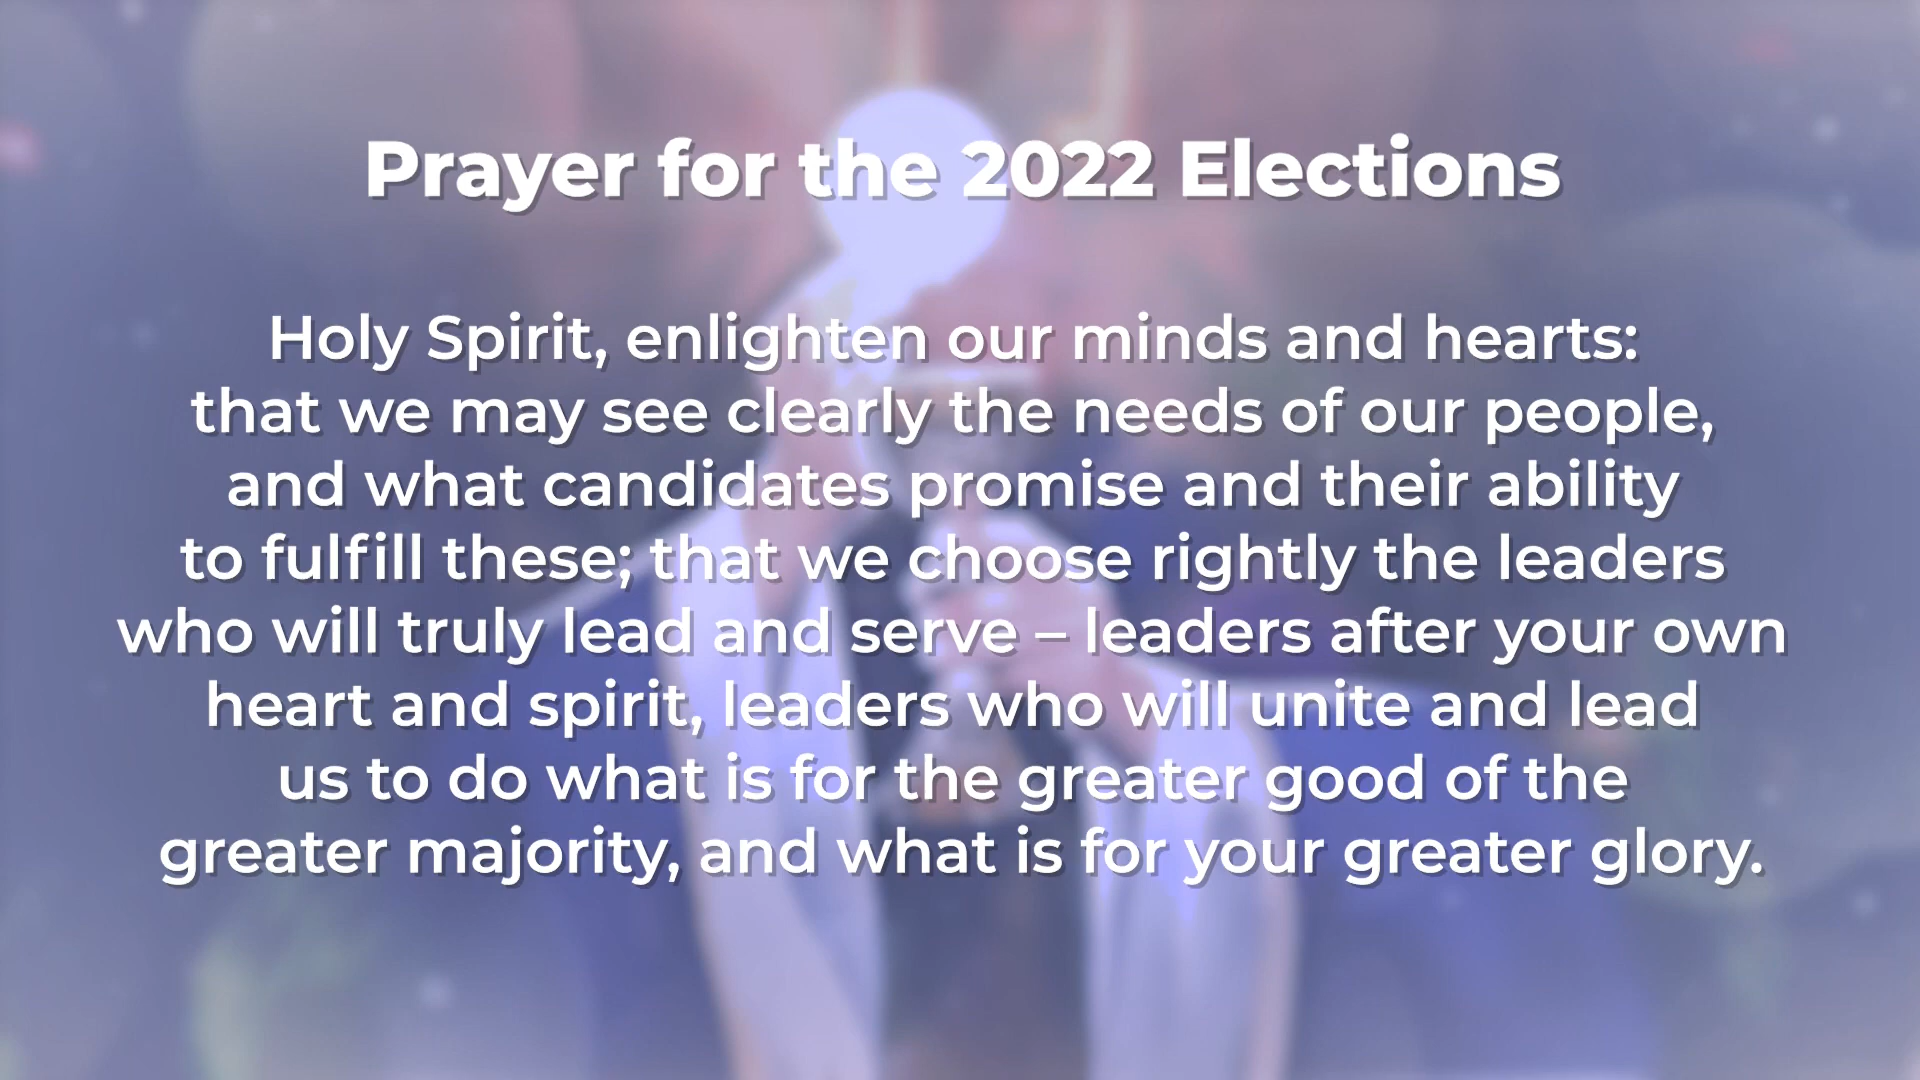 Prayer for the 2022 Elections
Holy Spirit, enlighten our minds and hearts:
that we may see clearly the needs of our people,
and what candidates promise and their ability
to fulfill these; that we choose rightly the leaders
who will truly lead and serve – leaders after your own
heart and spirit, leaders who will unite and lead
us to do what is for the greater good of the
greater majority, and what is for your greater glory.